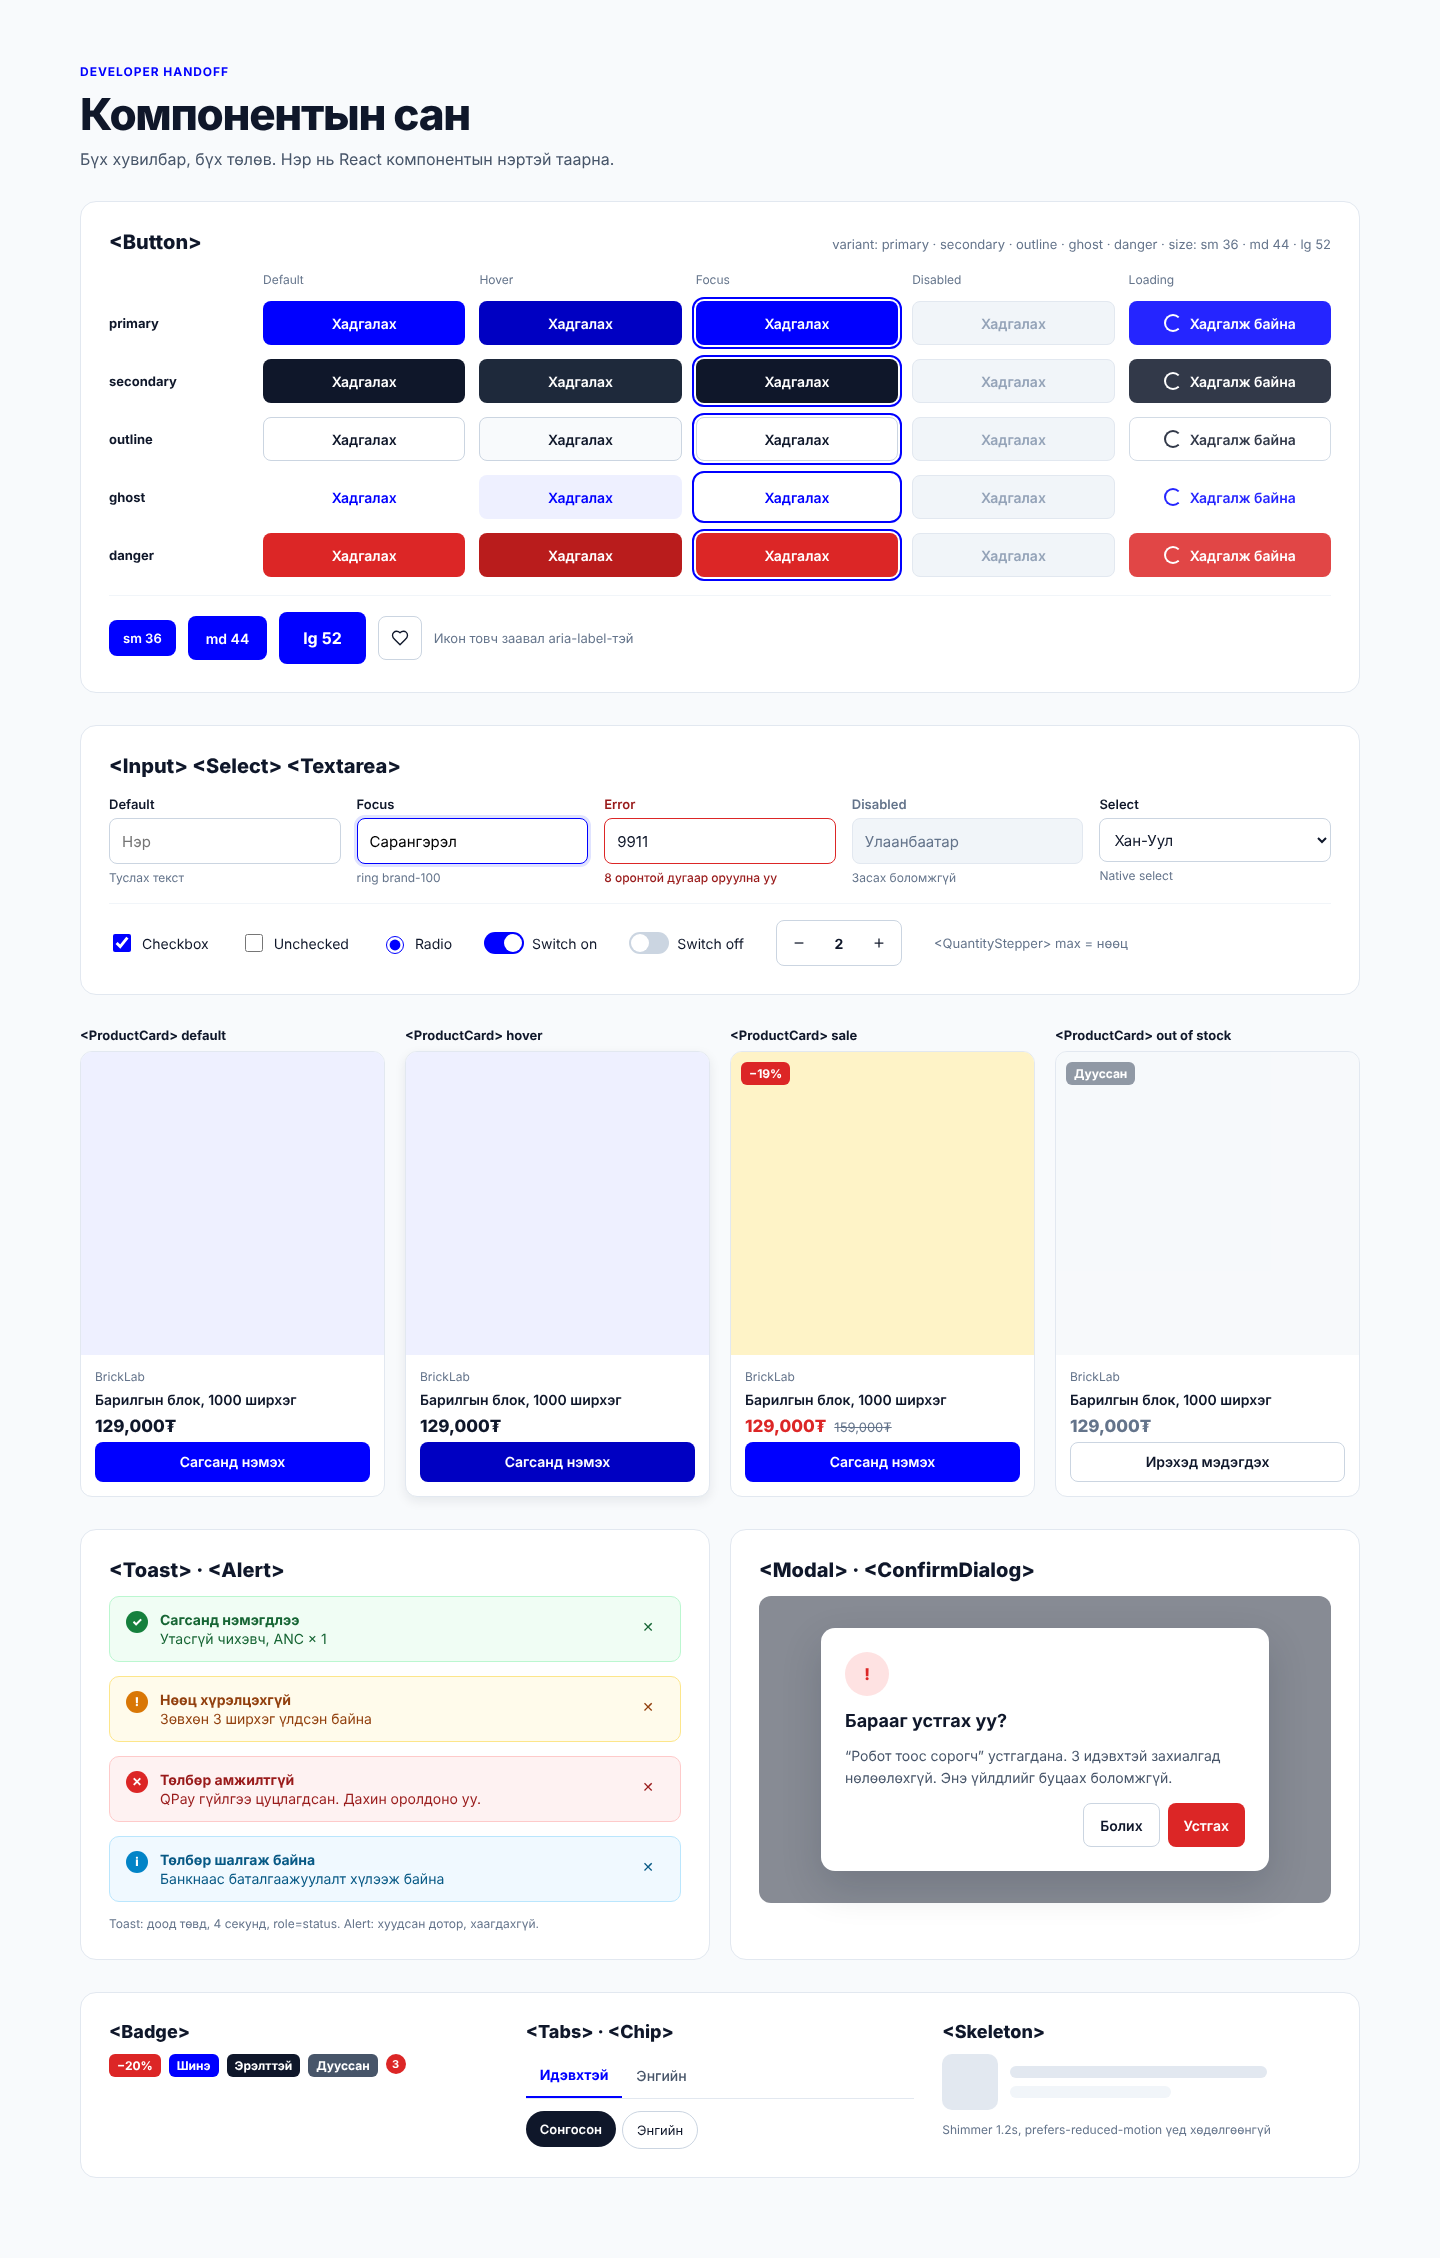 DEVELOPER HANDOFF
Компонентын сан
Бүх хувилбар, бүх төлөв. Нэр нь React компонентын нэртэй таарна.
<Button>
variant: primary · secondary · outline · ghost · danger · size: sm 36 · md 44 · lg 52
Default Hover Focus Disabled Loading
primary Хадгалах Хадгалах Хадгалах Хадгалах Хадгалж байна
secondary Хадгалах Хадгалах Хадгалах Хадгалах Хадгалж байна
outline Хадгалах Хадгалах Хадгалах Хадгалах Хадгалж байна
ghost Хадгалах Хадгалах Хадгалах Хадгалах Хадгалж байна
danger Хадгалах Хадгалах Хадгалах Хадгалах Хадгалж байна
sm 36 md 44 lg 52 Икон товч заавал aria-label-тэй
<Input> <Select> <Textarea>
Default Focus Error Disabled Select
Нэр Сарангэрэл 9911 Улаанбаатар Хан-Уул
Туслах текст ring brand-100 8 оронтой дугаар оруулна уу Засах боломжгүй Native select
Checkbox Unchecked Radio Switch on Switch off − 2 + <QuantityStepper> max = нөөц
<ProductCard> default <ProductCard> hover <ProductCard> sale <ProductCard> out of stock
−19% Дууссан
BrickLab BrickLab BrickLab BrickLab
Барилгын блок, 1000 ширхэг Барилгын блок, 1000 ширхэг Барилгын блок, 1000 ширхэг Барилгын блок, 1000 ширхэг
129,000₮ 129,000₮ 129,000₮ 159,000₮ 129,000₮
Сагсанд нэмэх Сагсанд нэмэх Сагсанд нэмэх Ирэхэд мэдэгдэх
<Toast> · <Alert>
Сагсанд нэмэгдлээ
Утасгүй чихэвч, ANC × 1
Нөөц хүрэлцэхгүй
Зөвхөн 3 ширхэг үлдсэн байна
Төлбөр амжилтгүй
QPay гүйлгээ цуцлагдсан. Дахин оролдоно уу.
Төлбөр шалгаж байна
Банкнаас баталгаажуулалт хүлээж байна
Toast: доод төвд, 4 секунд, role=status. Alert: хуудсан дотор, хаагдахгүй.
<Modal> · <ConfirmDialog>
!
Барааг устгах уу?
“Робот тоос сорогч” устгагдана. 3 идэвхтэй захиалгад
нөлөөлөхгүй. Энэ үйлдлийг буцаах боломжгүй.
Болих Устгах
<Badge>
−20% Шинэ Эрэлттэй Дууссан 3
<Tabs> · <Chip>
Идэвхтэй Энгийн
Сонгосон Энгийн
<Skeleton>
Shimmer 1.2s, prefers-reduced-motion үед хөдөлгөөнгүй